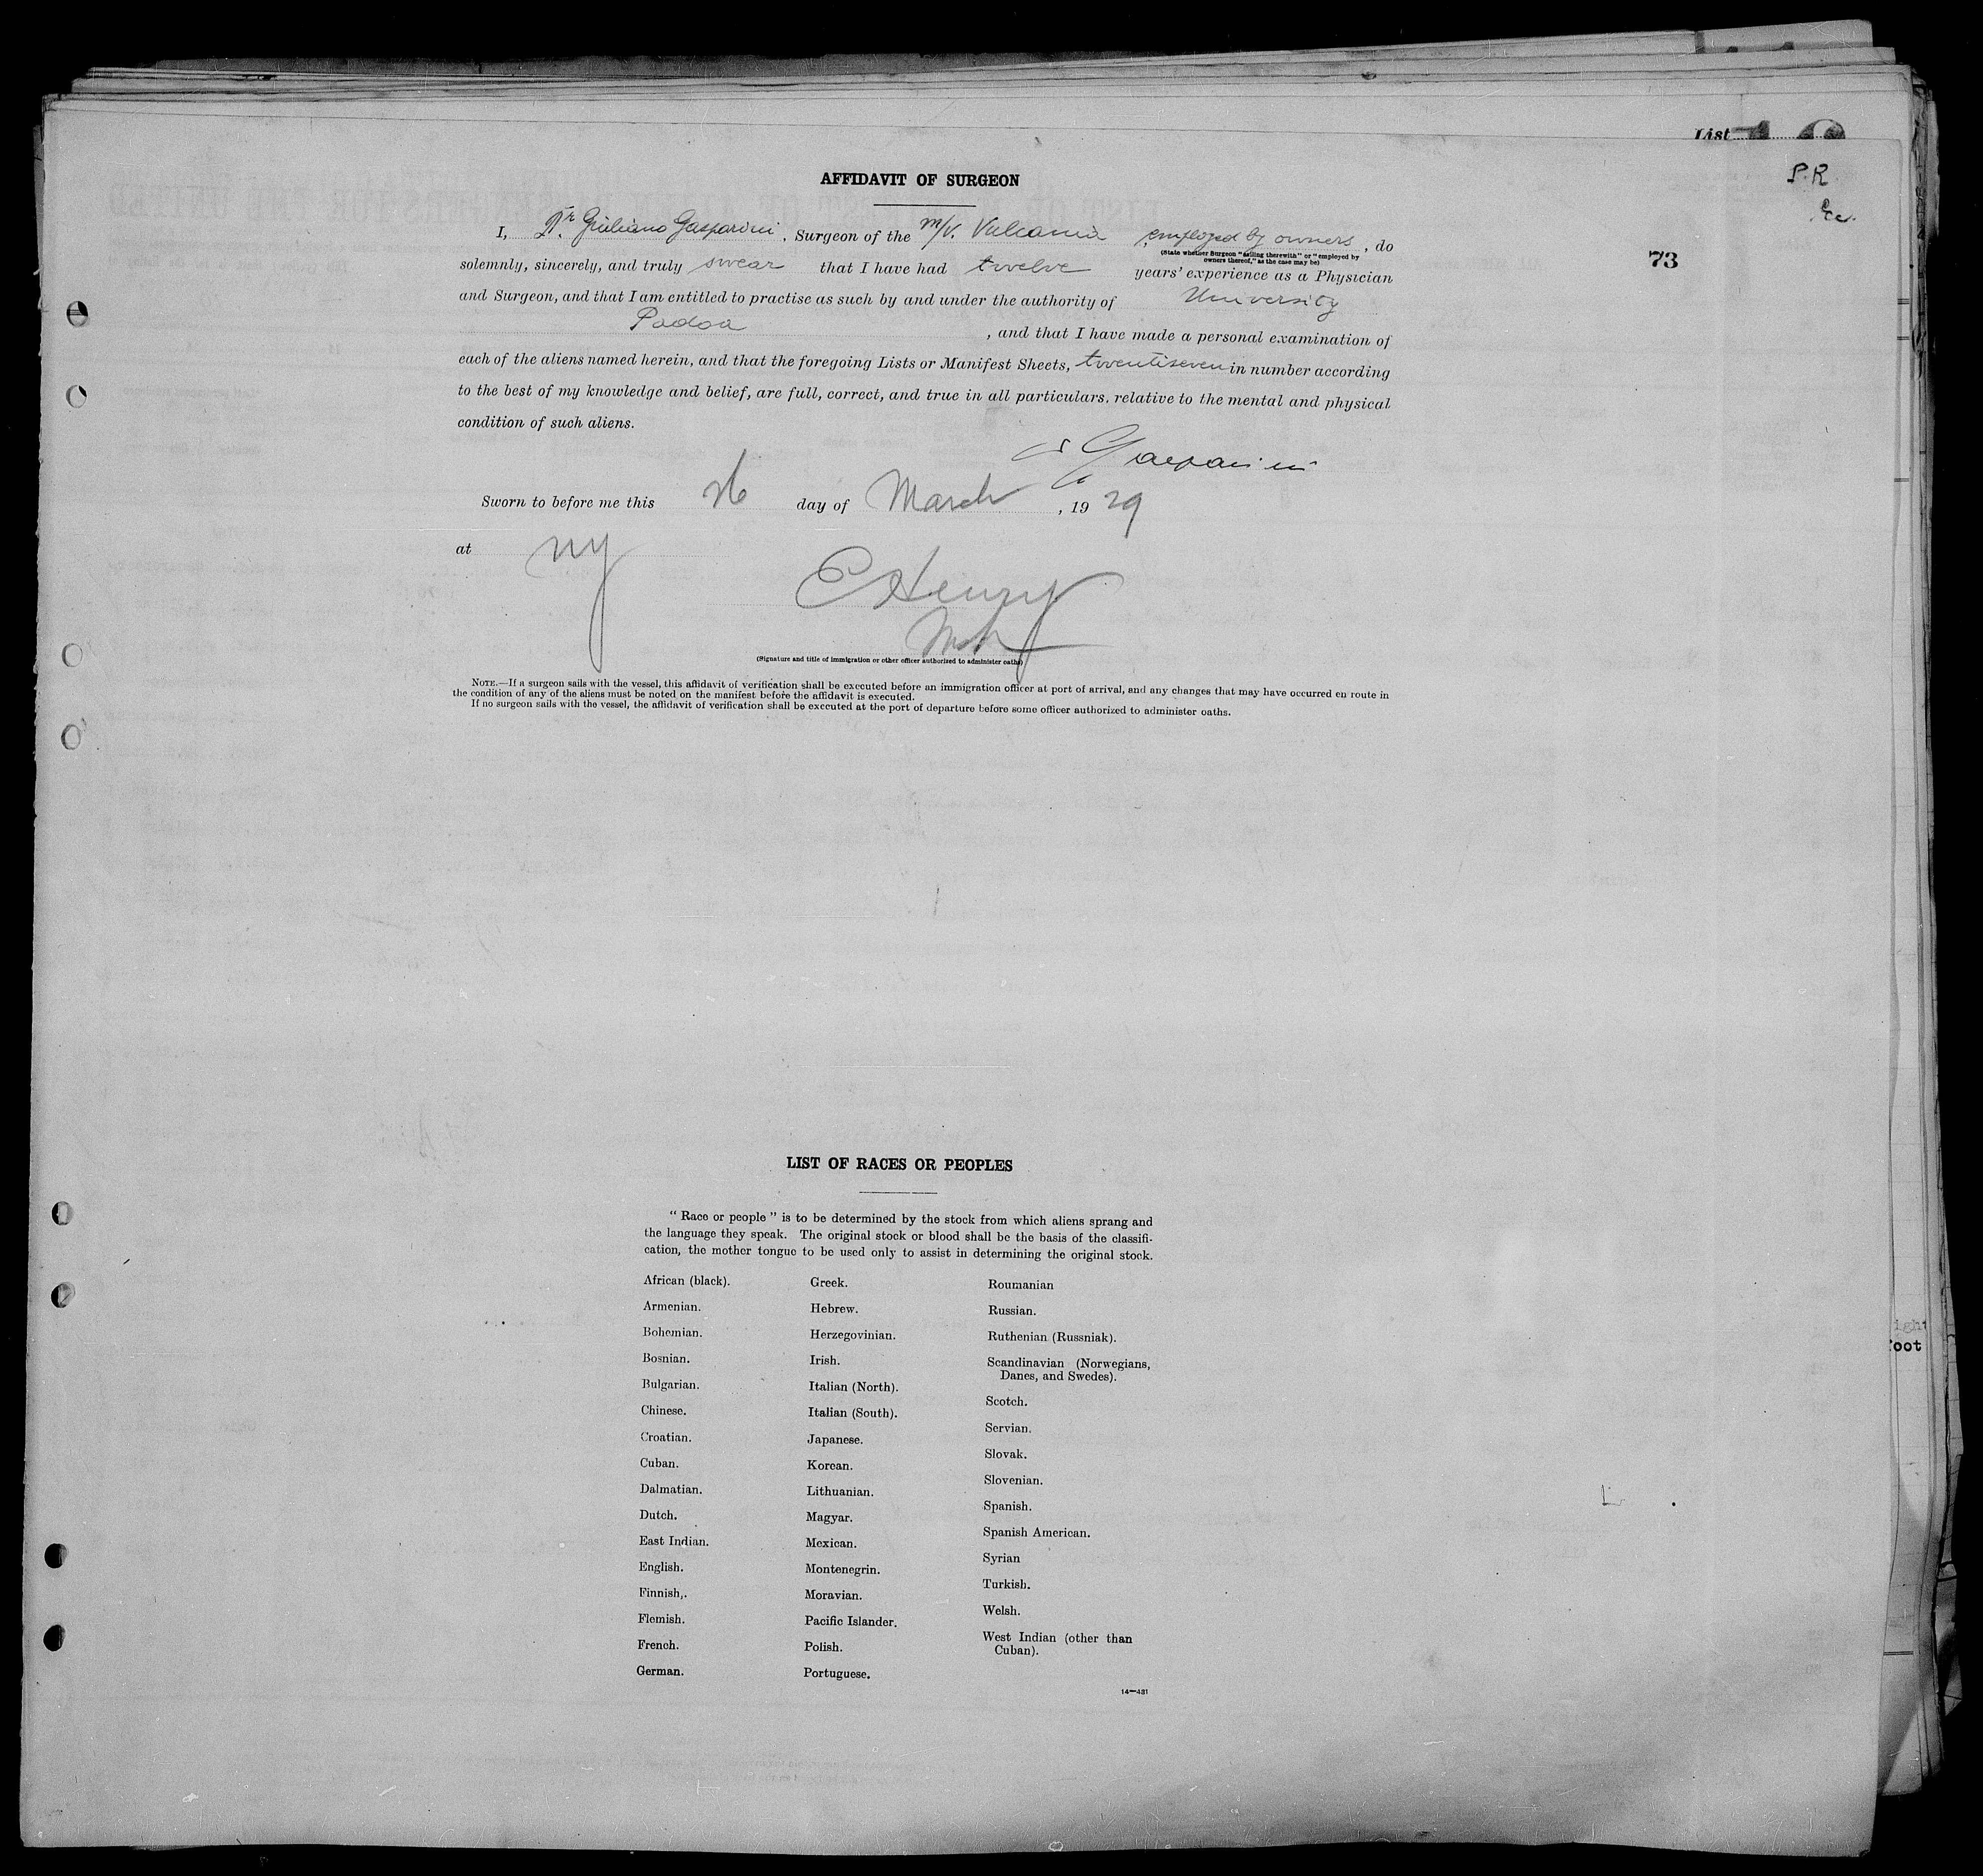 List
P.R.
AFFIDAVIT OF SURGEON
I, Dr Giuliano Gasparini, Surgeon of the M/V. Vulcania, employed by owners, do
(State whether Surgeon "sailing therewith" or "employed by
owners thereof," as the case may be)
73
solemnly, sincerely, and truly swear that I have had twelve years' experience as a Physician
and Surgeon, and that I am entitled to practise as such by and under the authority of University
Padoa, and that I have made a personal examination of
each of the aliens named herein, and that the foregoing Lists or Manifest Sheets, twentiseven in number according
to the best of my knowledge and belief, are full, correct, and true in all particulars, relative to the mental and physical
condition of such aliens.
G Gasparini
Sworn to before me this 26 day of March, 1929
at NY
E Henry
(Signature and title of immigration or other officer authorized to administer oaths)
NOTE.—If a surgeon sails with the vessel, this affidavit of verification shall be executed before an immigration officer at port of arrival, and any changes that may have occurred en route in
the condition of any of the aliens must be noted on the manifest before the affidavit is executed.
If no surgeon sails with the vessel, the affidavit of verification shall be executed at the port of departure before some officer authorized to administer oaths.
LIST OF RACES OR PEOPLES
"Race or people" is to be determined by the stock from which aliens sprang and
the language they speak. The original stock or blood shall be the basis of the classifi-
cation, the mother tongue to be used only to assist in determining the original stock.
African (black).
Armenian.
Bohemian.
Bosnian.
Bulgarian.
Chinese.
Croatian.
Cuban.
Dalmatian.
Dutch.
East Indian.
English.
Finnish,.
Flemish.
French.
German.
Greek.
Hebrew.
Herzegovinian.
Irish.
Italian (North).
Italian (South).
Japanese.
Korean.
Lithuanian.
Magyar.
Mexican.
Montenegrin.
Moravian.
Pacific Islander.
Polish.
Portuguese.
Roumanian
Russian.
Ruthenian (Russniak).
Scandinavian (Norwegians,
Danes, and Swedes).
Scotch.
Servian.
Slovak.
Slovenian.
Spanish.
Spanish American.
Syrian
Turkish.
Welsh.
West Indian (other than
Cuban).
14—431
foot